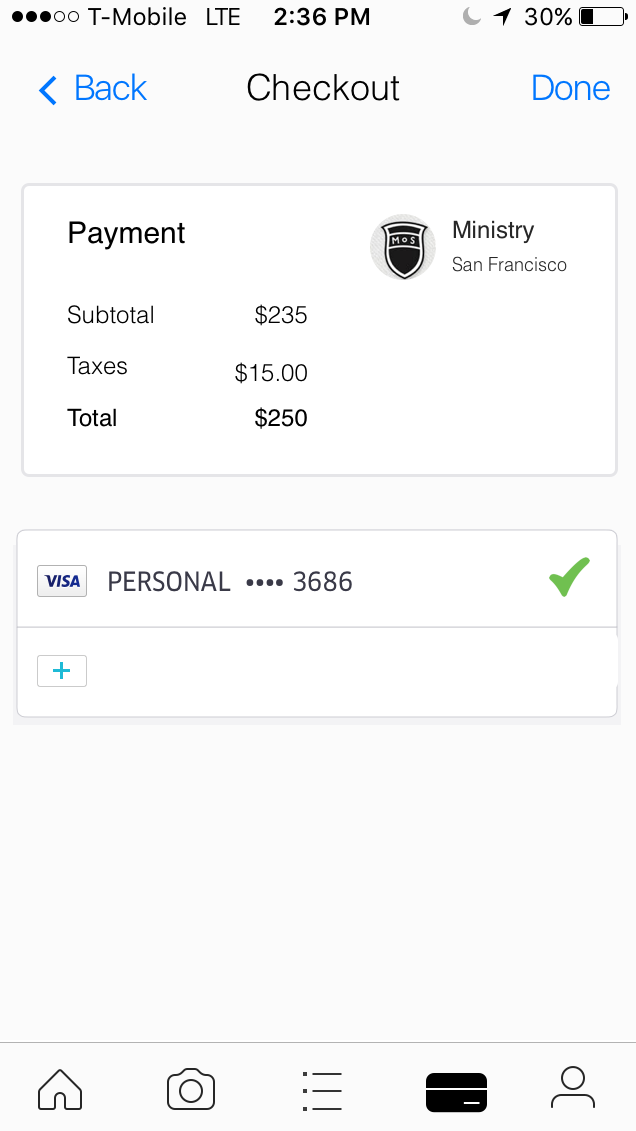 T-Mobile LTE 2:36 PM 30%
Back Checkout Done
Payment
MOS
Ministry
San Francisco
Subtotal $235
Taxes $15.00
Total $250
VISA PERSONAL •••• 3686
+